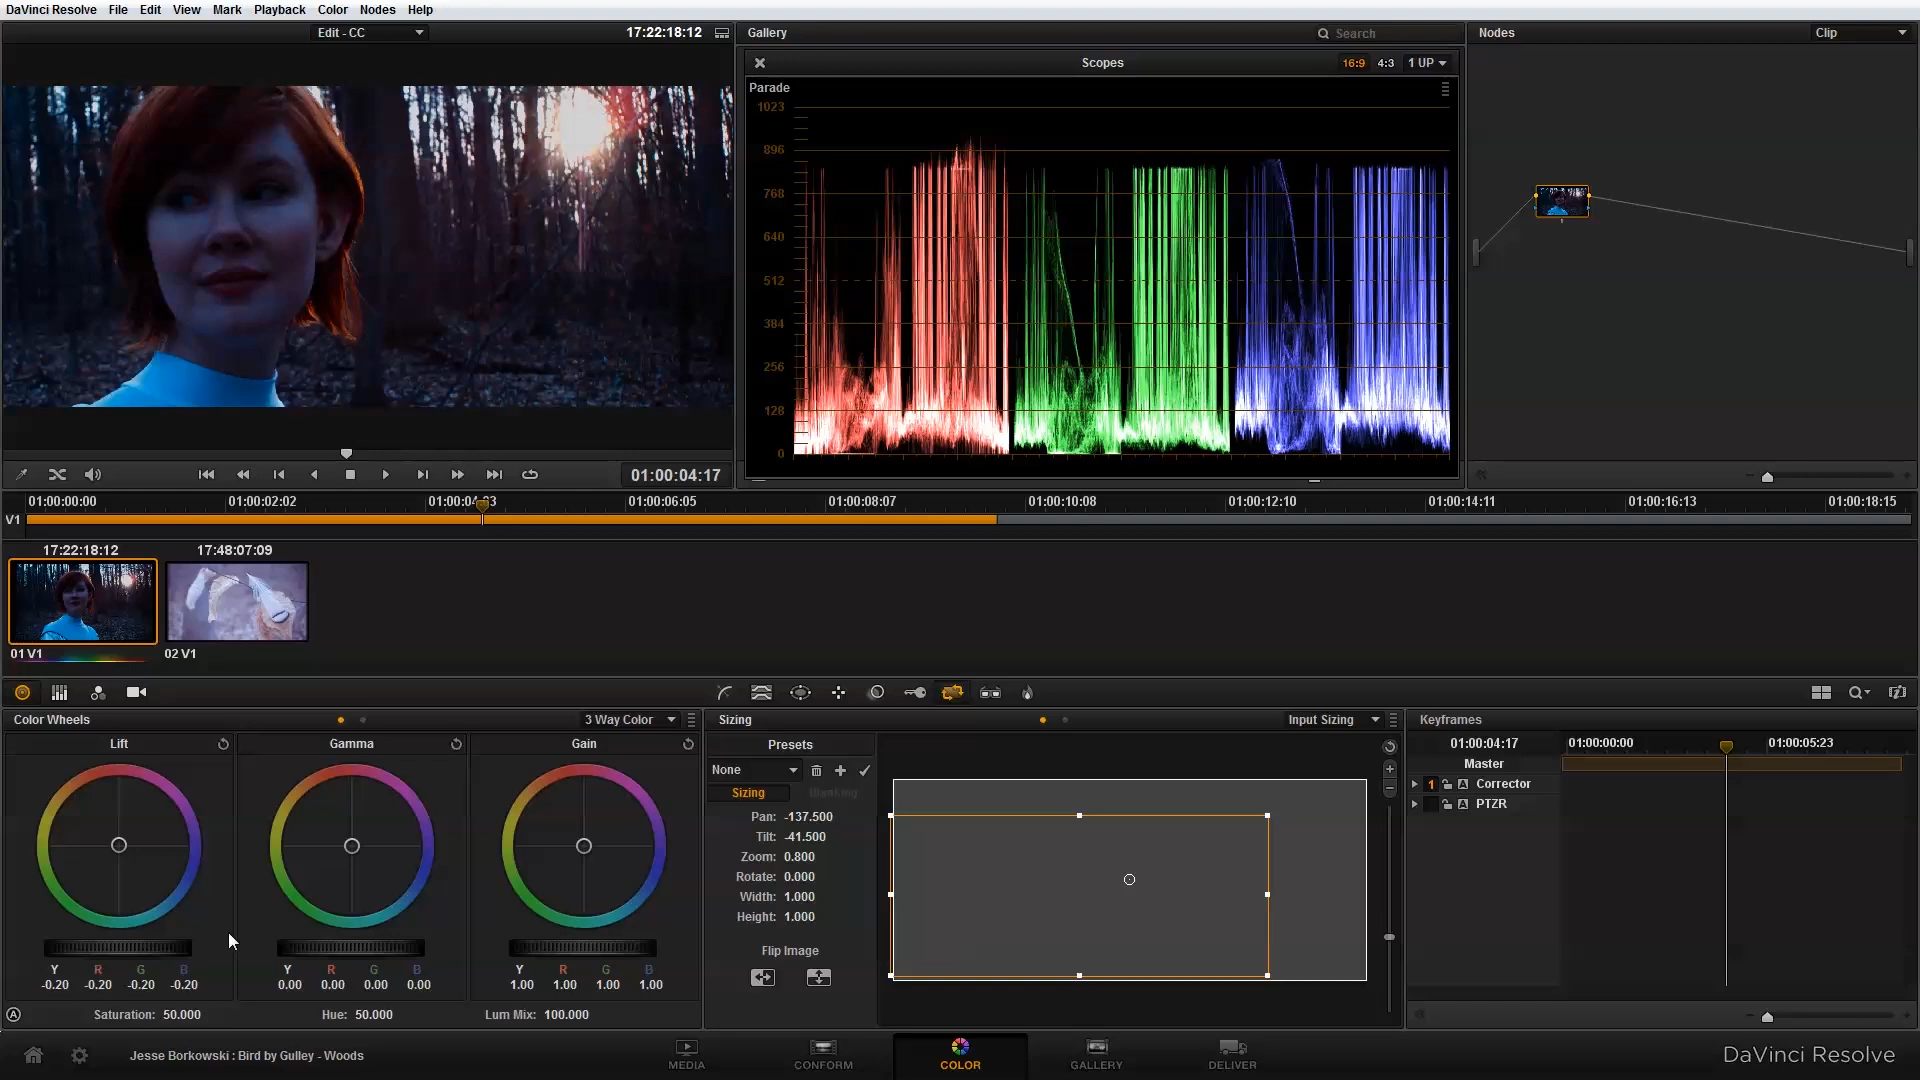 DaVinci Resolve File Edit View Mark Playback Color Nodes Help
Edit - CC
17:22:18:12
Gallery
Search
Nodes
Clip
Scopes
16:9
4:3
1 UP
Parade
1023
896
768
640
512
384
256
128
0
01:00:04:17
01:00:00:00
01:00:02:02
01:00:06:05
01:00:08:07
01:00:10:08
01:00:12:10
01:00:14:11
01:00:16:13
01:00:18:15
V1
17:22:18:12
17:48:07:09
01 V1
02 V1
Color Wheels
3 Way Color
Lift
Gamma
Gain
Y R G B
-0.20 -0.20 -0.20 -0.20
Y R G B
0.00 0.00 0.00 0.00
Y R G B
1.00 1.00 1.00 1.00
A
Saturation: 50.000
Hue: 50.000
Lum Mix: 100.000
Sizing
Input Sizing
Presets
None
Sizing
Blanking
Pan: -137.500
Tilt: -41.500
Zoom: 0.800
Rotate: 0.000
Width: 1.000
Height: 1.000
Flip Image
Keyframes
01:00:04:17
01:00:00:00
01:00:05:23
Master
1 A Corrector
A PTZR
Jesse Borkowski : Bird by Gulley - Woods
MEDIA
CONFORM
COLOR
GALLERY
DELIVER
DaVinci Resolve